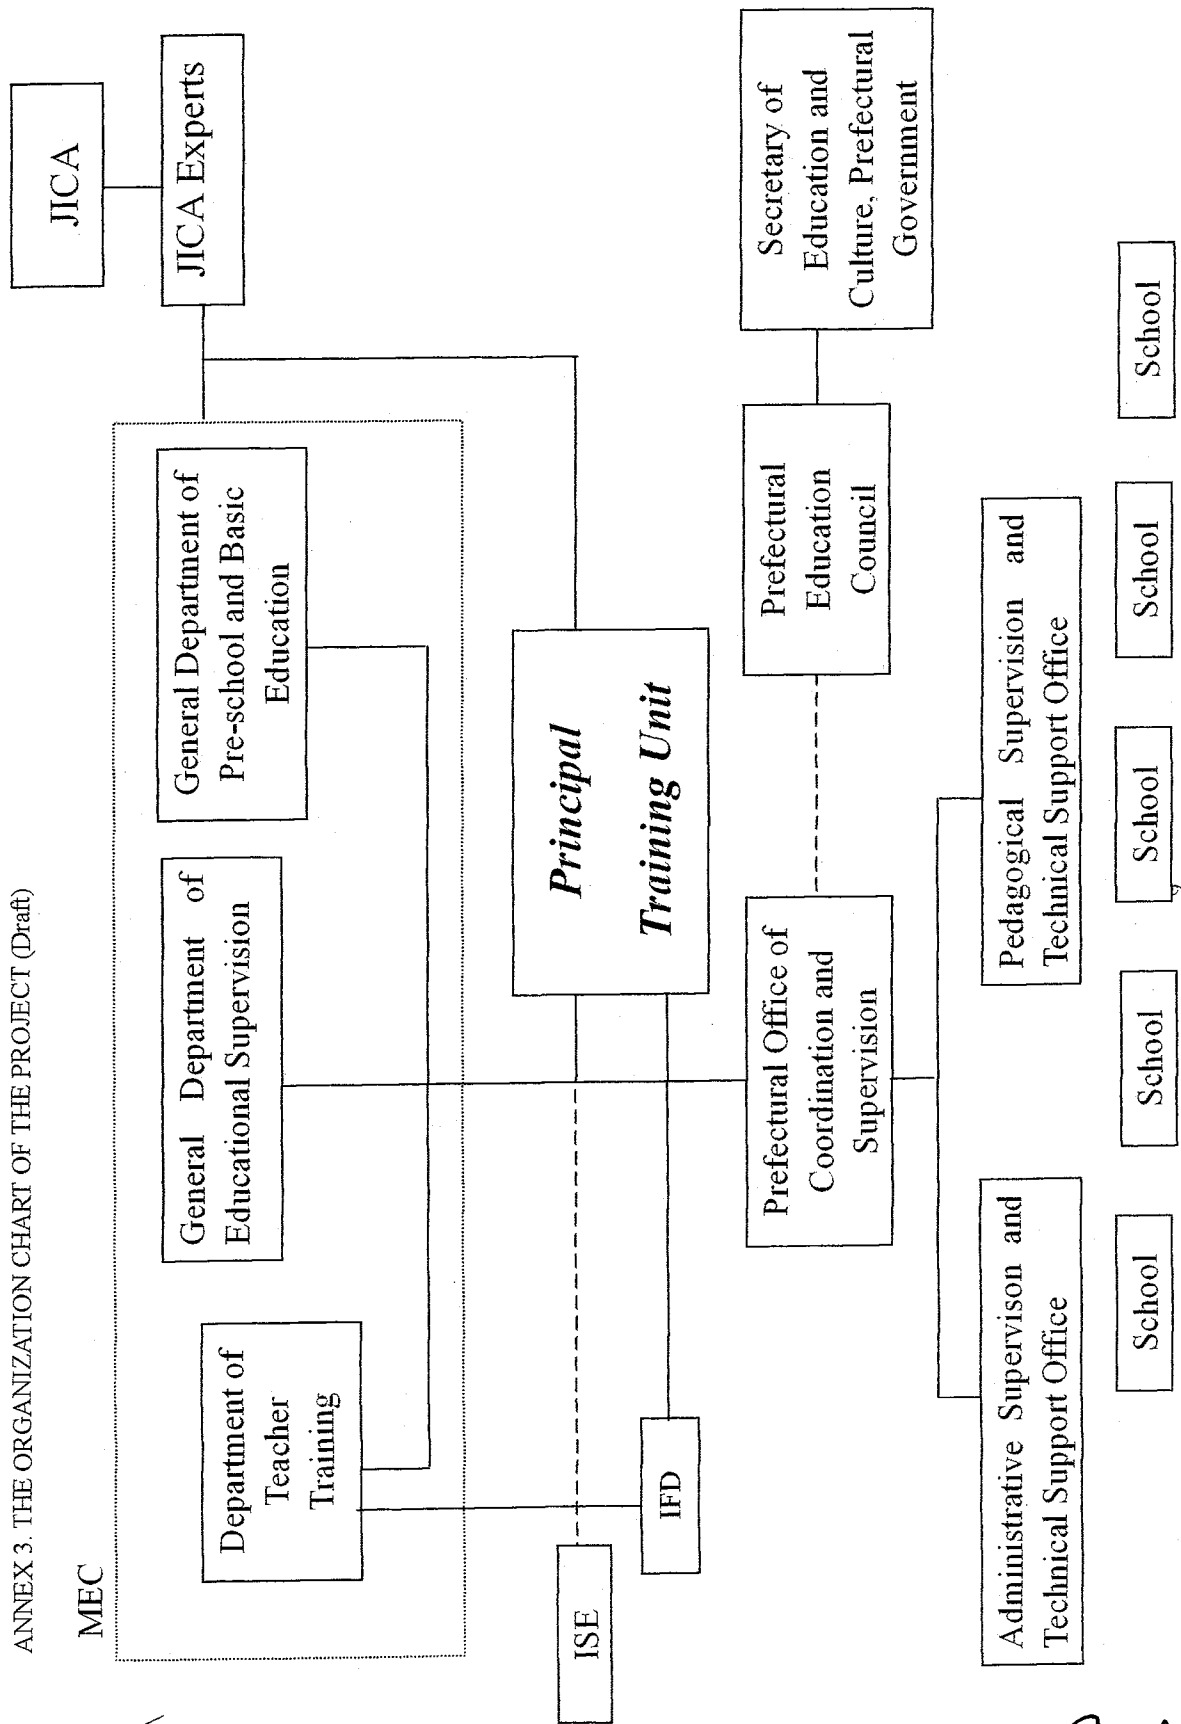 ANNEX 3. THE ORGANIZATION CHART OF THE PROJECT (Draft)
MEC
JICA
JICA Experts
Department of
Teacher
Training
General Department of
Educational Supervision
General Department of
Pre-school and Basic
Education
ISE
IFD
Principal
Training Unit
Prefectural Office of
Coordination and
Supervision
Prefectural
Education
Council
Secretary of
Education and
Culture, Prefectural
Government
Administrative Supervison and
Technical Support Office
Pedagogical Supervision and
Technical Support Office
School
School
School
School
School